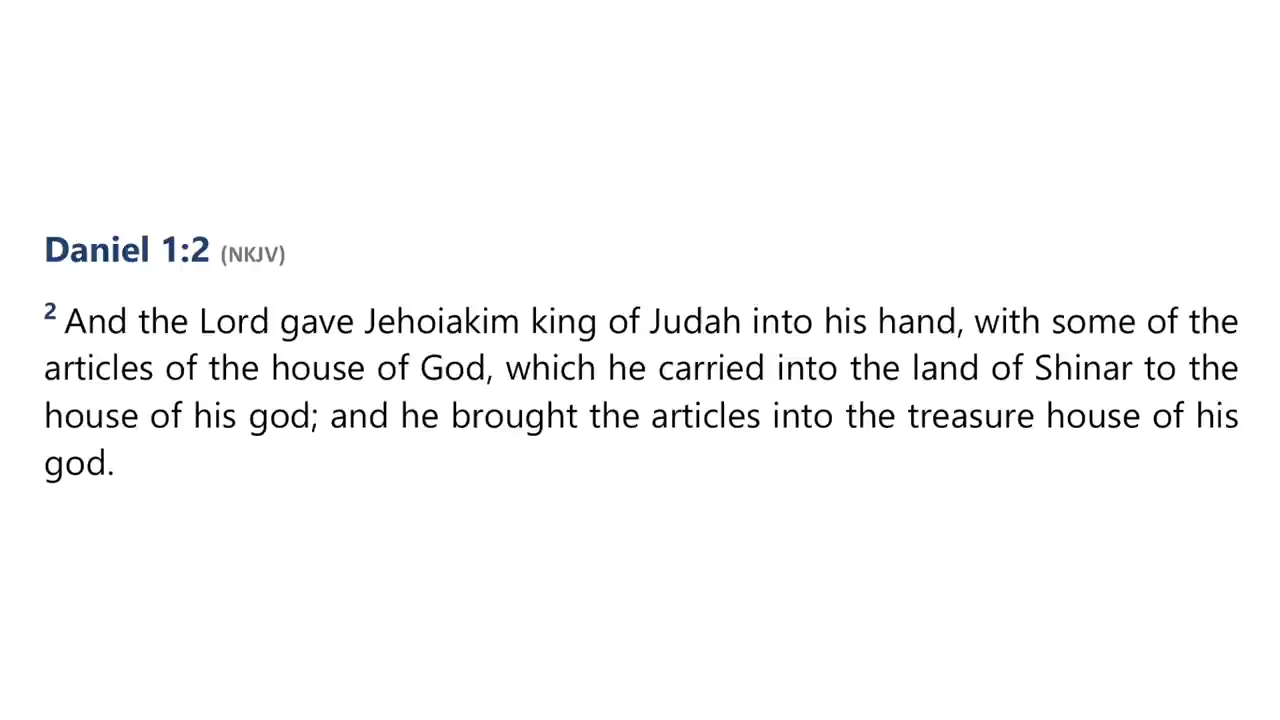 Daniel 1:2 (NKJV)
2 And the Lord gave Jehoiakim king of Judah into his hand, with some of the
articles of the house of God, which he carried into the land of Shinar to the
house of his god; and he brought the articles into the treasure house of his
god.